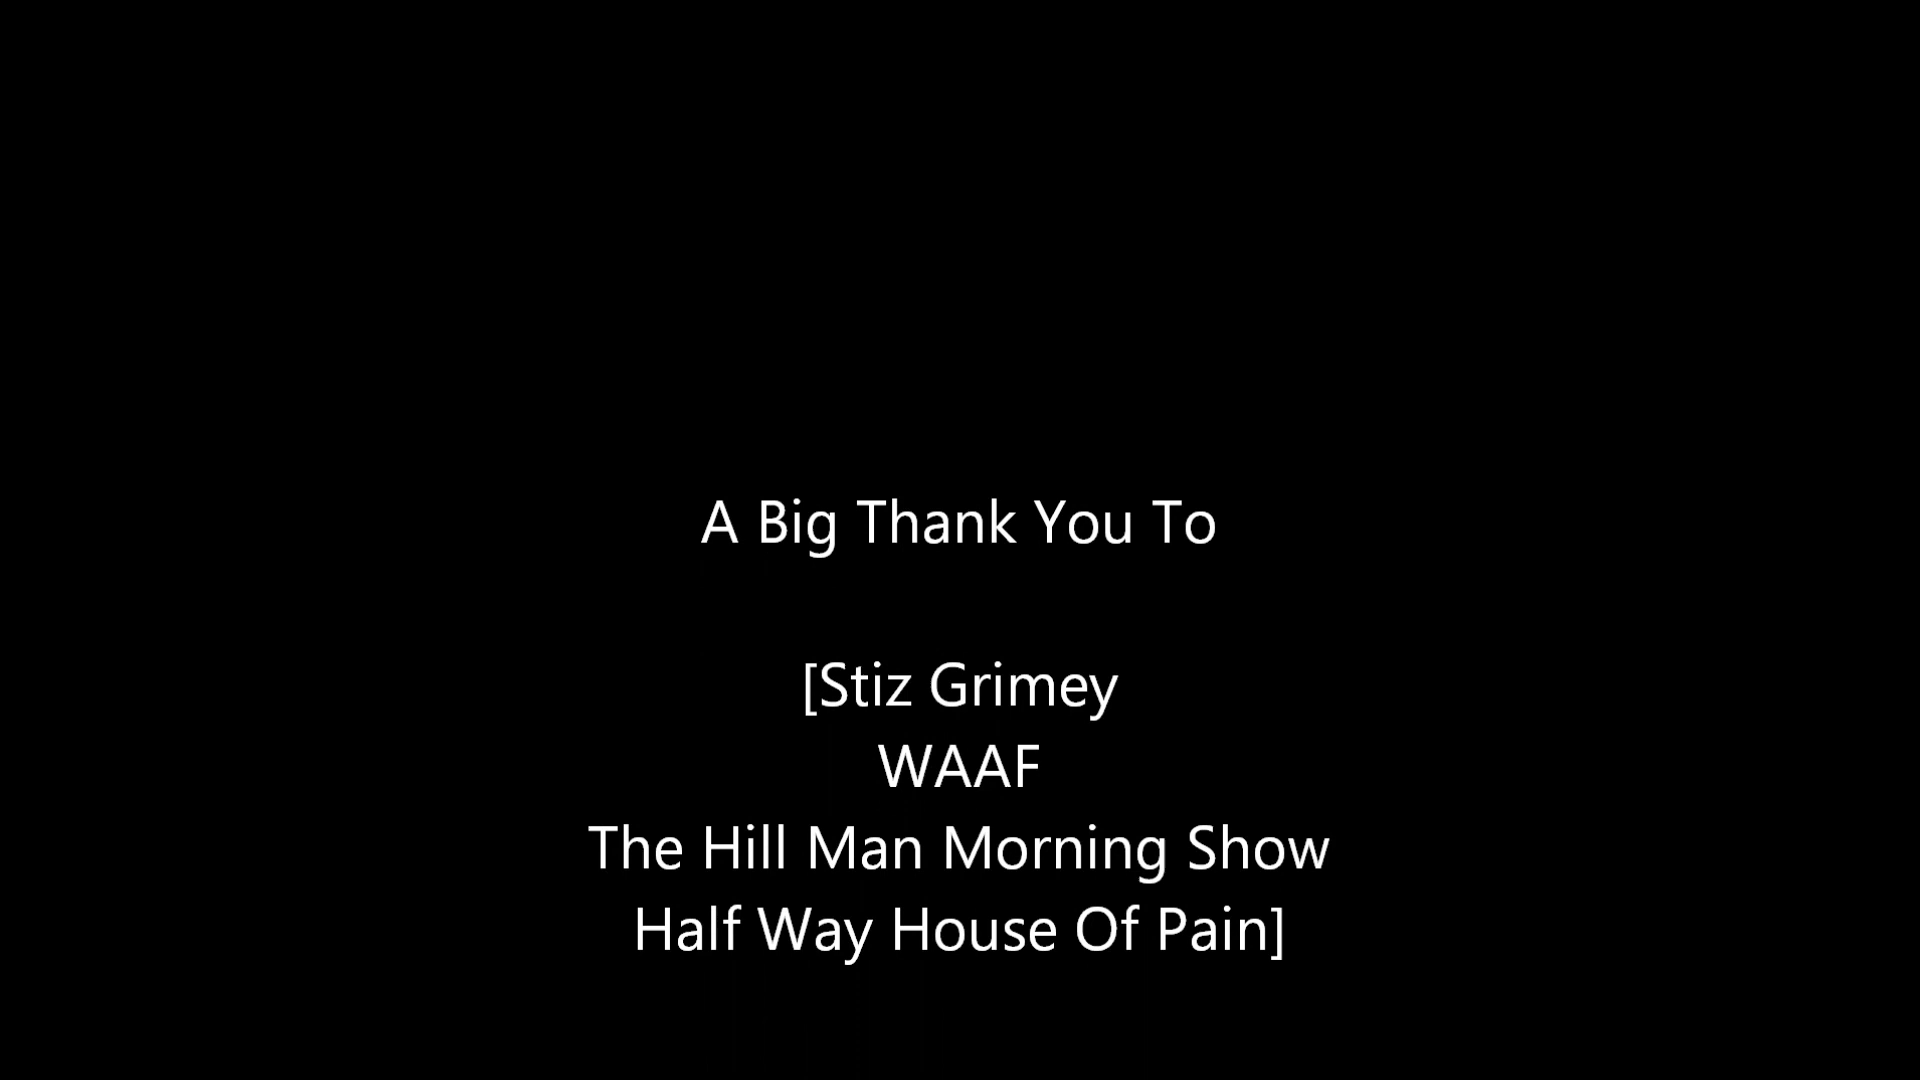 A Big Thank You To
[Stiz Grimey
WAAF
The Hill Man Morning Show
Half Way House Of Pain]